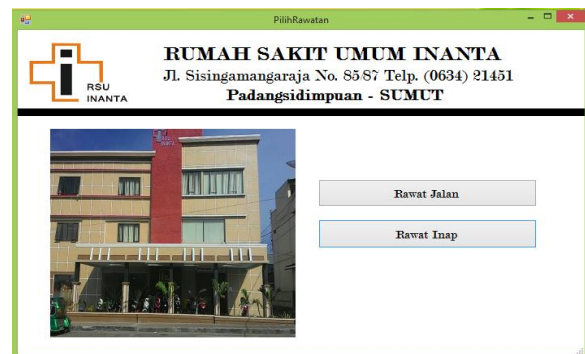 PilihRawatan
RSU
INANTA
RUMAH SAKIT UMUM INANTA
Jl. Sisingamangaraja No. 85/87 Telp. (0634) 21451
Padangsidimpuan - SUMUT
Rawat Jalan
Rawat Inap